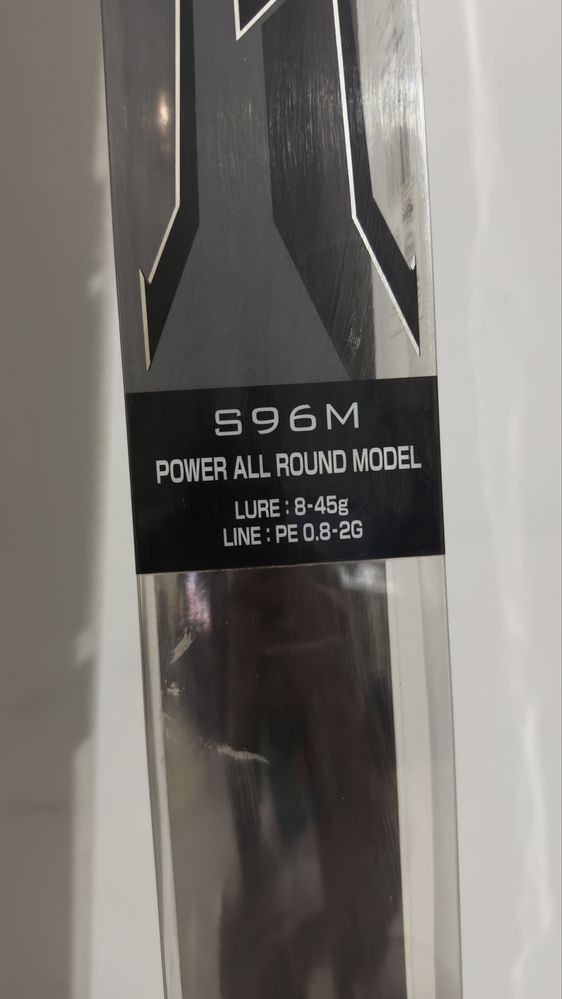 S96M
POWER ALL ROUND MODEL
LURE : 8-45g
LINE : PE 0.8-2G